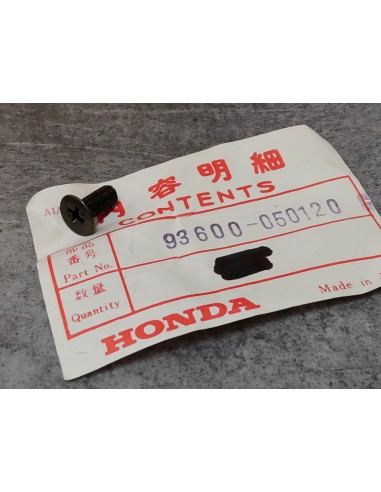 内容明細
CONTENTS
部品
番号
Part No.
93600-050120
数量
Quantity
HONDA
Made in